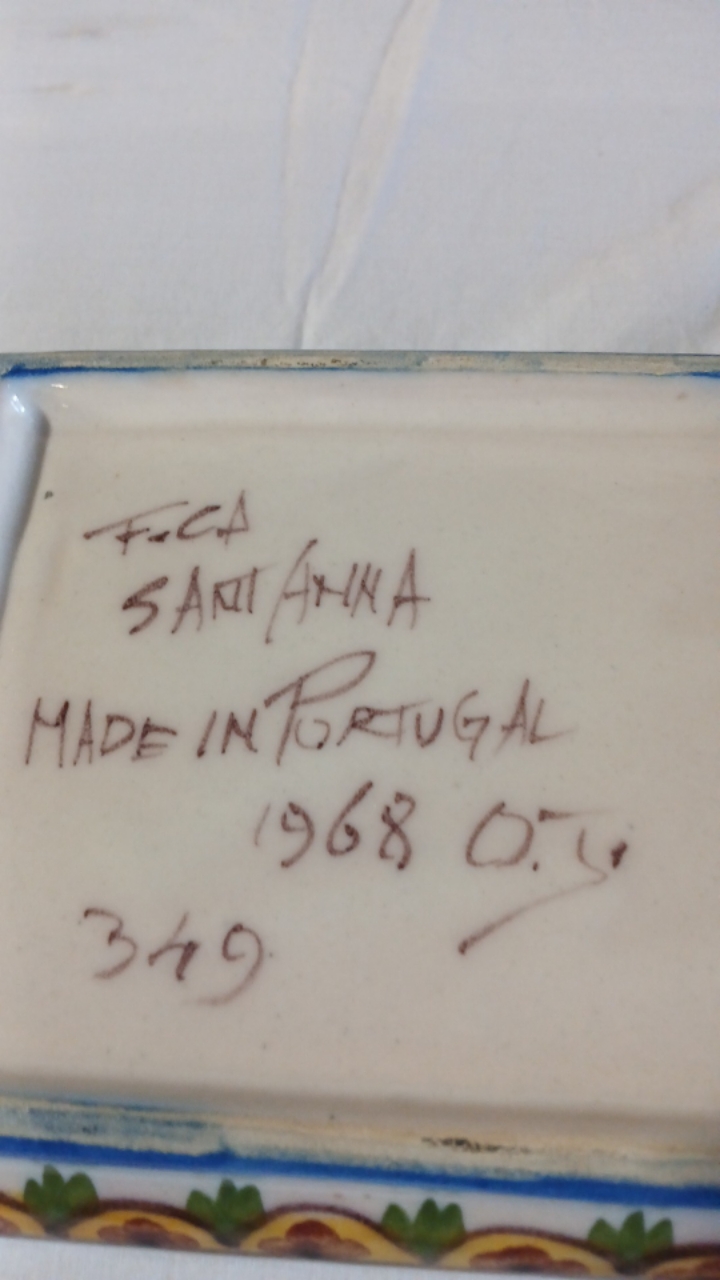 F.CA
SANT'ANNA
MADE IN PORTUGAL
1968 O.
349